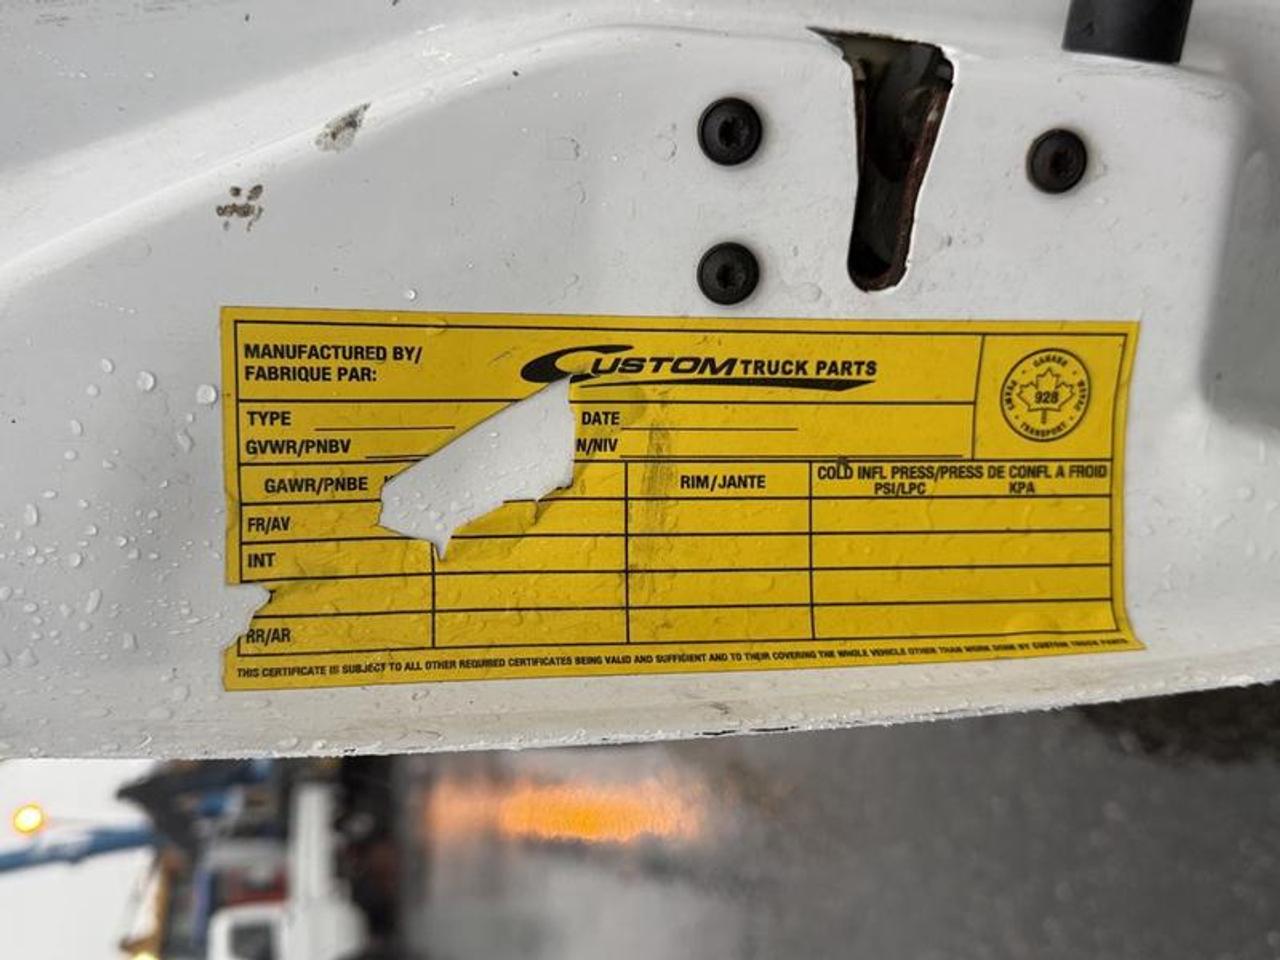 MANUFACTURED BY/
FABRIQUE PAR:
CUSTOM TRUCK PARTS
TYPE
DATE
GVWR/PNBV
N/NIV
CANADA
928
TRANSPORT
GAWR/PNBE
RIM/JANTE
COLD INFL PRESS/PRESS DE CONFL A FROID
PSI/LPC KPA
FR/AV
INT
RR/AR
THIS CERTIFICATE IS SUBJECT TO ALL OTHER REQUIRED CERTIFICATES BEING VALID AND SUFFICIENT AND TO THEIR COVERING THE WHOLE VEHICLE OTHER THAN WORK DONE BY CUSTOM TRUCK PARTS